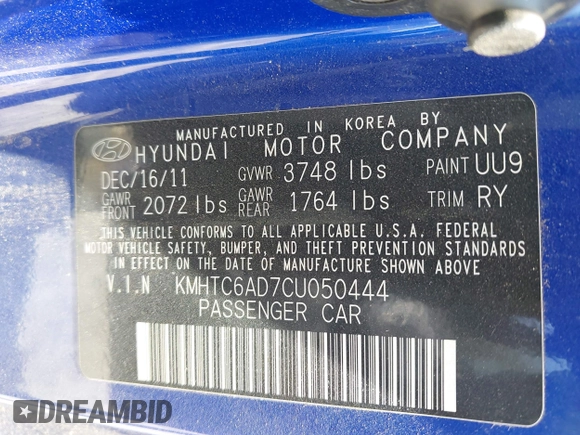 MANUFACTURED IN KOREA BY
HYUNDAI MOTOR COMPANY
DEC/16/11 GVWR 3748 lbs PAINT UU9
GAWR FRONT 2072 lbs GAWR REAR 1764 lbs TRIM RY
THIS VEHICLE CONFORMS TO ALL APPLICABLE U.S.A. FEDERAL
MOTOR VEHICLE SAFETY, BUMPER, AND THEFT PREVENTION STANDARDS
IN EFFECT ON THE DATE OF MANUFACTURE SHOWN ABOVE
V.I.N KMHTC6AD7CU050444
PASSENGER CAR
DREAMBID